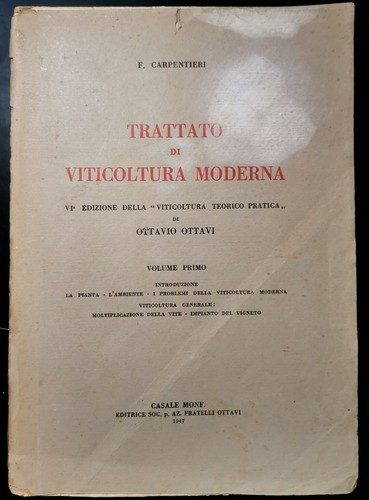 F. CARPENTIERI
TRATTATO
DI
VITICOLTURA MODERNA
VIª EDIZIONE DELLA "VITICOLTURA TEORICO PRATICA„
DI
OTTAVIO OTTAVI
VOLUME PRIMO
INTRODUZIONE
LA PIANTA - L'AMBIENTE - I PROBLEMI DELLA VITICOLTURA MODERNA
VITICOLTURA GENERALE:
MOLTIPLICAZIONE DELLA VITE - IMPIANTO DEL VIGNETO
CASALE MONF.
EDITRICE SOC. p. AZ. FRATELLI OTTAVI
1947